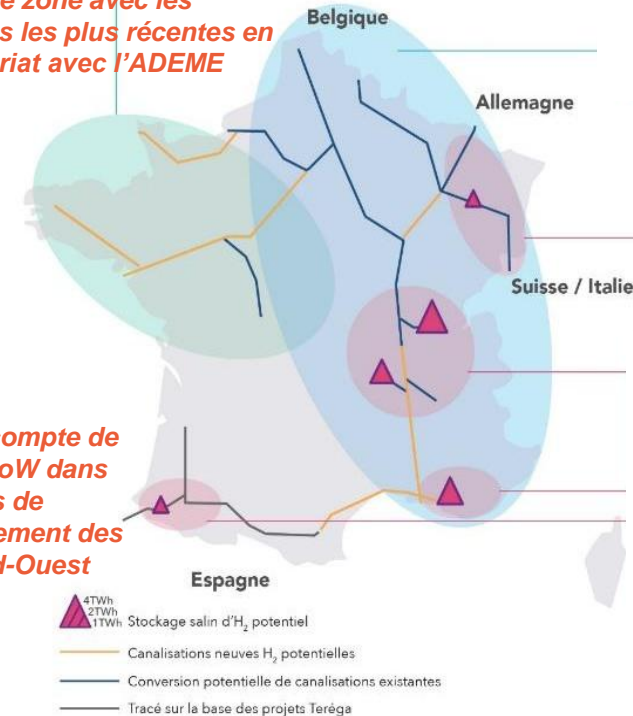 e zone avec les
s les plus récentes en
riat avec l'ADEME
Belgique
Allemagne
Suisse / Italie
compte de
oW dans
s de
ement des
d-Ouest
Espagne
4TWh
2TWh
1TWh
Stockage salin d'H₂ potentiel
Canalisations neuves H₂ potentielles
Conversion potentielle de canalisations existantes
Tracé sur la base des projets Teréga